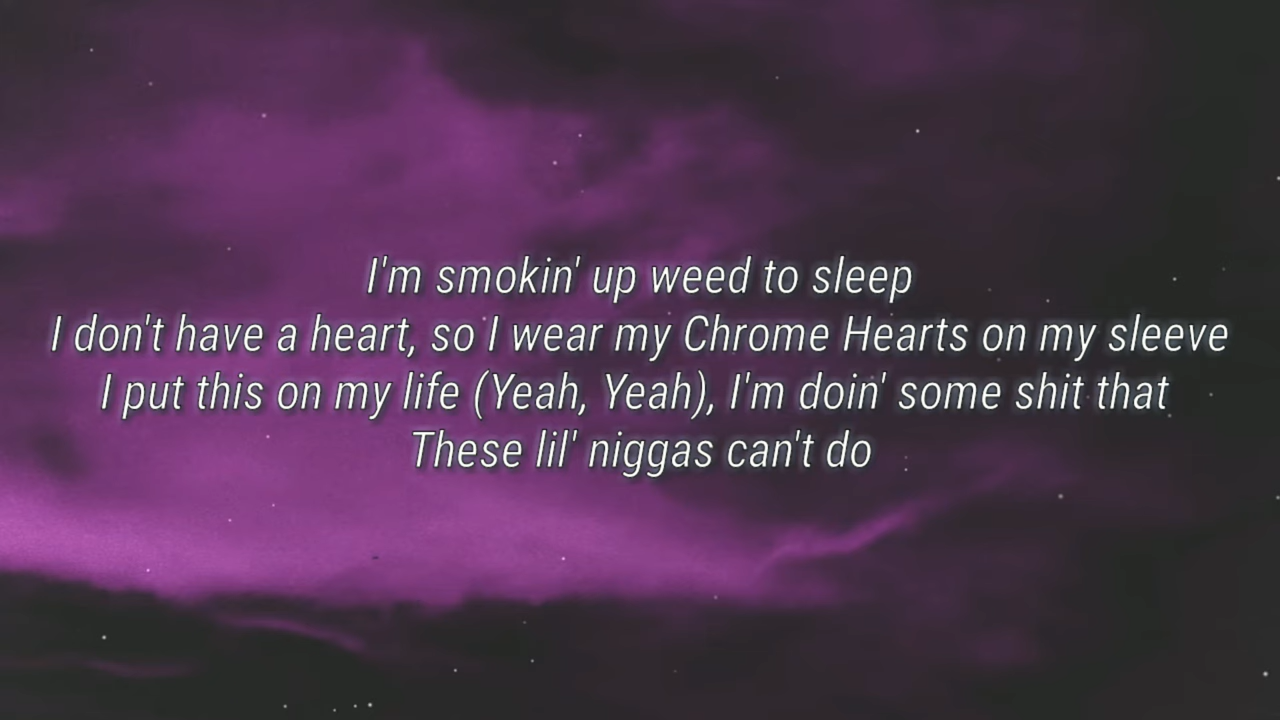 I'm smokin' up weed to sleep
I don't have a heart, so I wear my Chrome Hearts on my sleeve
I put this on my life (Yeah, Yeah), I'm doin' some shit that
These lil' niggas can't do